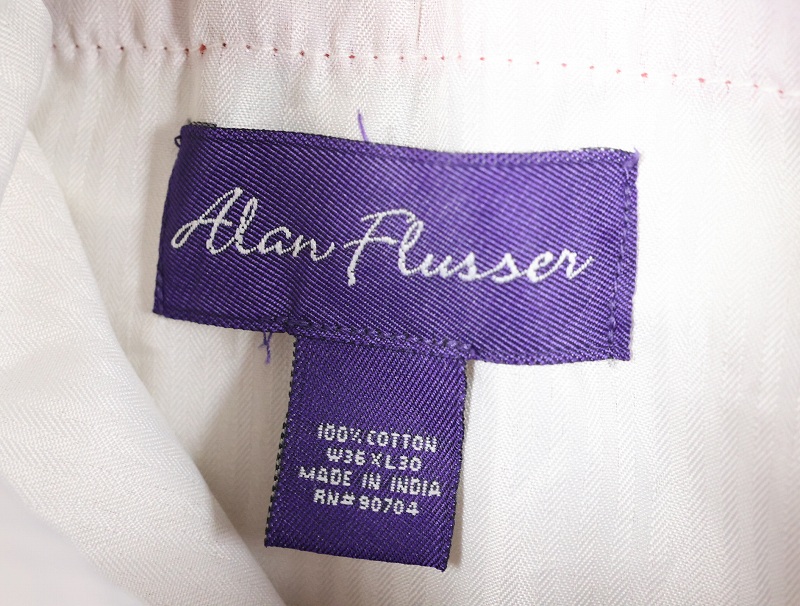 Alan Flusser
100% COTTON
W36 X L30
MADE IN INDIA
RN# 90704